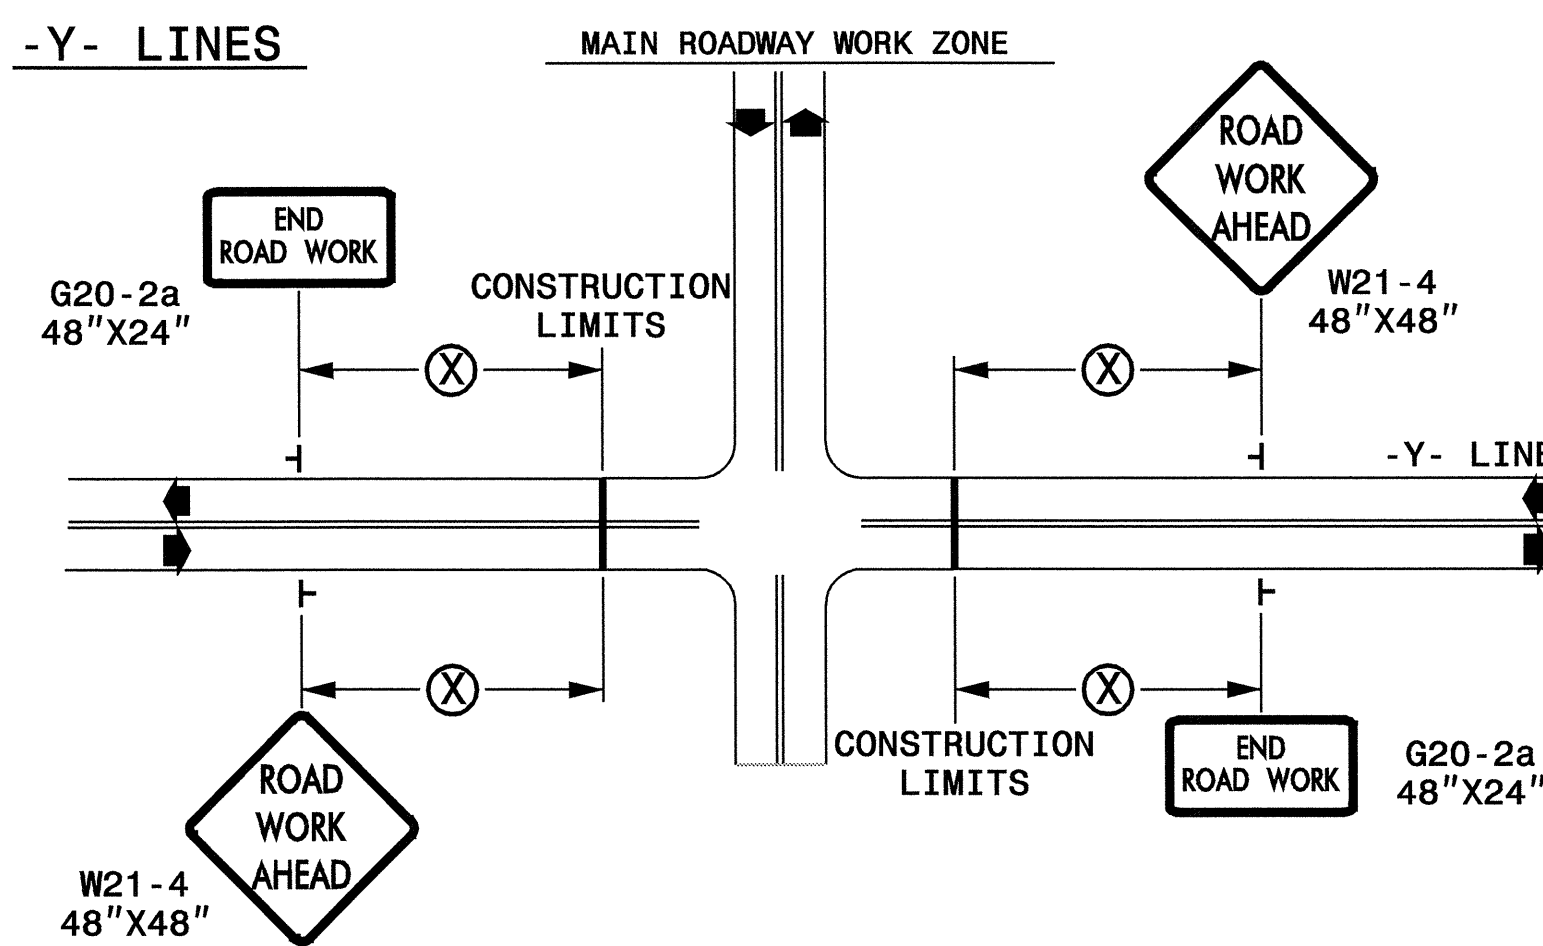 -Y- LINES
MAIN ROADWAY WORK ZONE
ROAD
WORK
AHEAD
END
ROAD WORK
G20-2a
48"X24"
CONSTRUCTION
LIMITS
W21-4
48"X48"
X
X
-Y- LINE
X
X
ROAD
WORK
AHEAD
W21-4
48"X48"
CONSTRUCTION
LIMITS
END
ROAD WORK
G20-2a
48"X24"